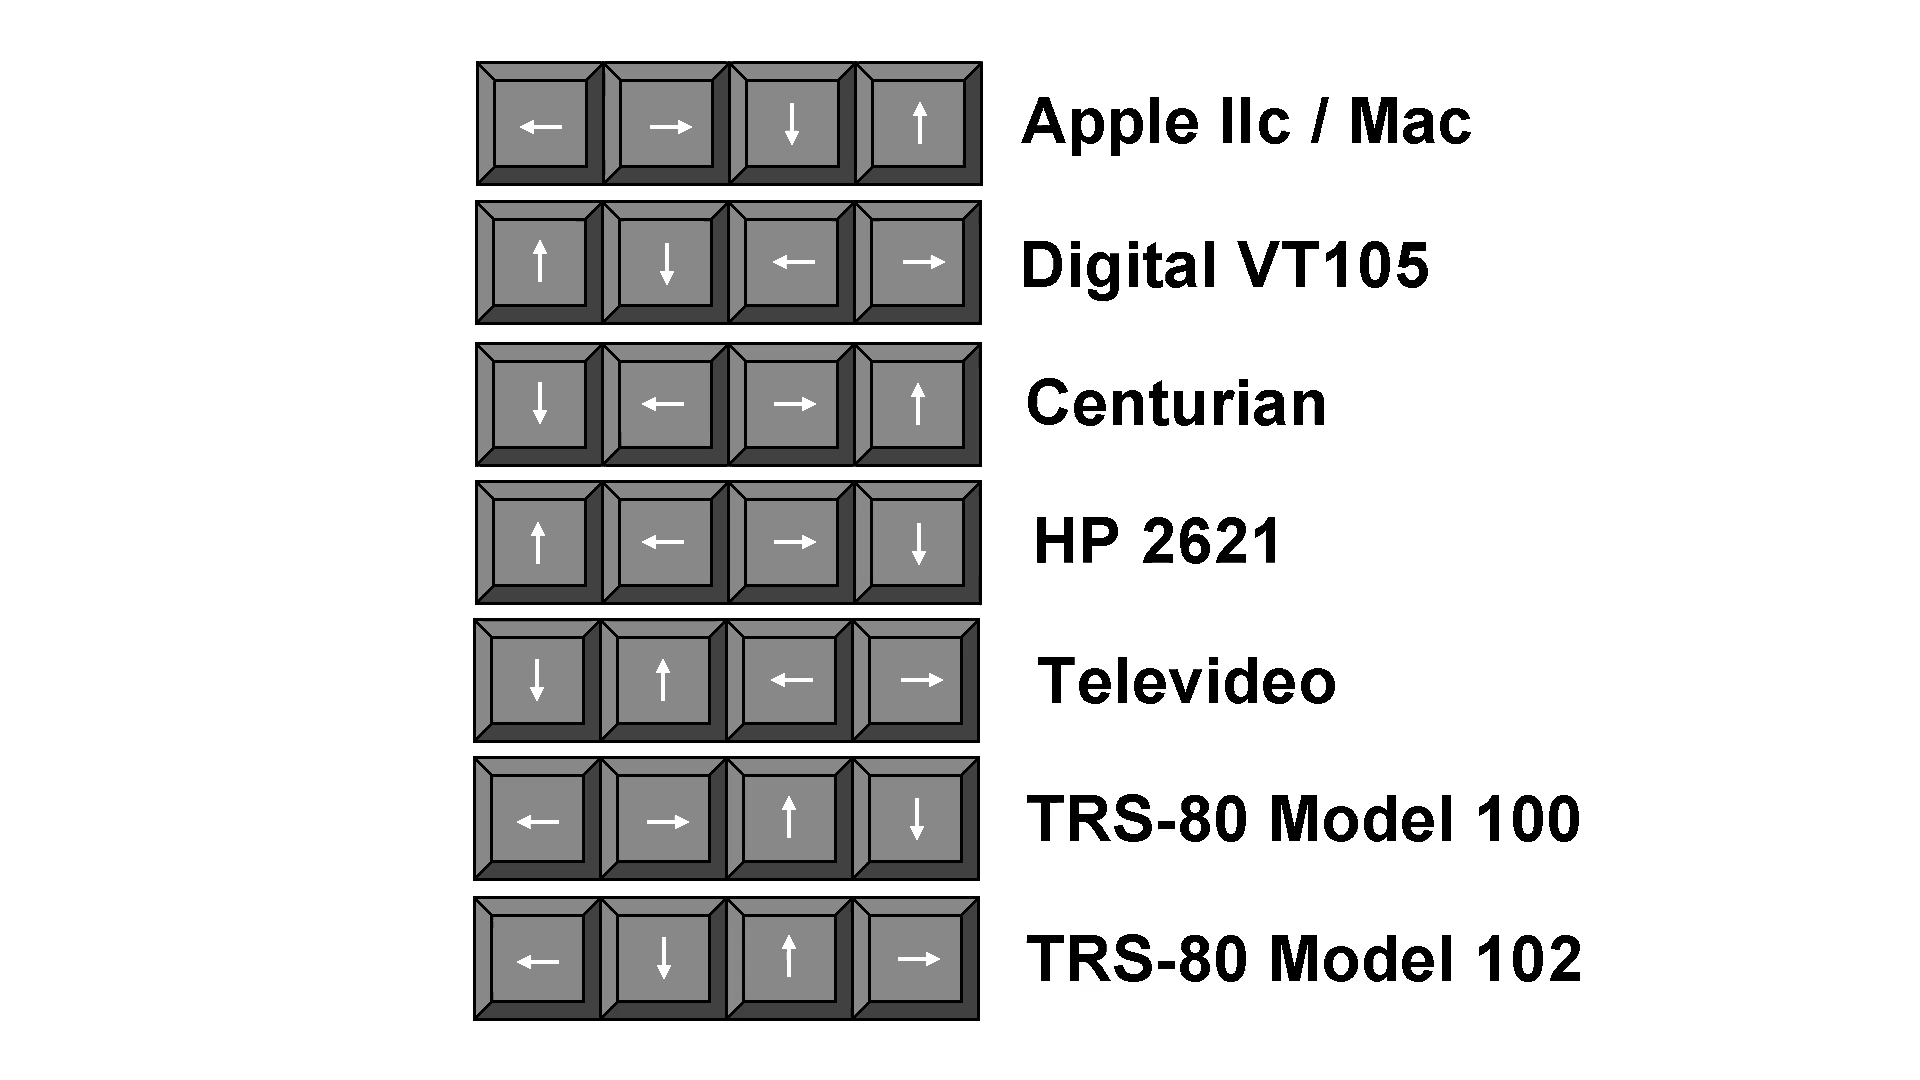 ← → ↓ ↑ Apple IIc / Mac
↑ ↓ ← → Digital VT105
↓ ← → ↑ Centurian
↑ ← → ↓ HP 2621
↓ ↑ ← → Televideo
← → ↑ ↓ TRS-80 Model 100
← ↓ ↑ → TRS-80 Model 102